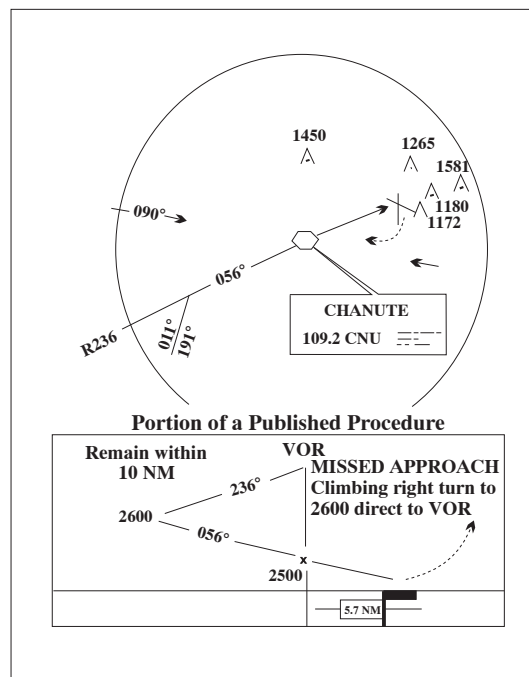 1450
1265
1581
1180
1172
090°
056°
CHANUTE
109.2 CNU
R236
011°
191°
Portion of a Published Procedure
Remain within
10 NM
VOR
MISSED APPROACH
Climbing right turn to
2600 direct to VOR
236°
2600
056°
x
2500
5.7 NM